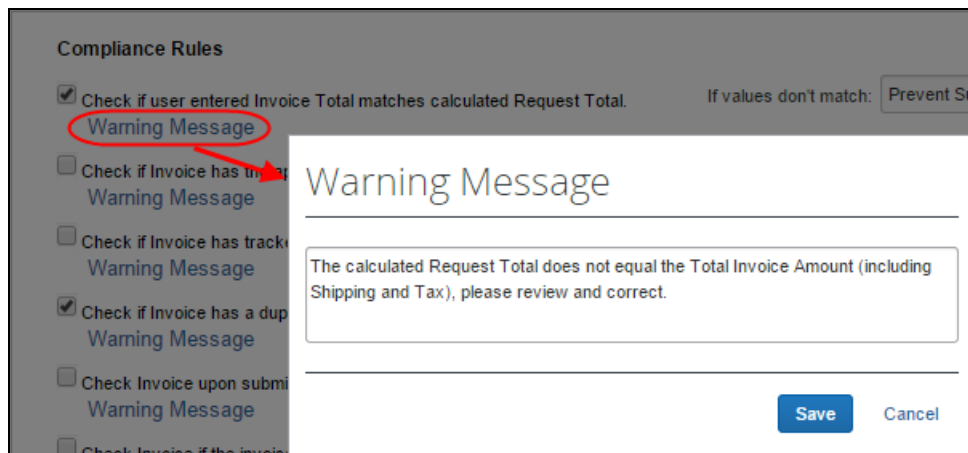 Compliance Rules
Check if user entered Invoice Total matches calculated Request Total. If values don't match: Prevent
Warning Message
Check if Invoice has the
Warning Message
Warning Message
Check if Invoice has
Warning Message
The calculated Request Total does not equal the Total Invoice Amount (including
Shipping and Tax), please review and correct.
Check if Invoice has a
Warning Message
Check Invoice upon
Warning Message
Save Cancel
Check Invoice if the